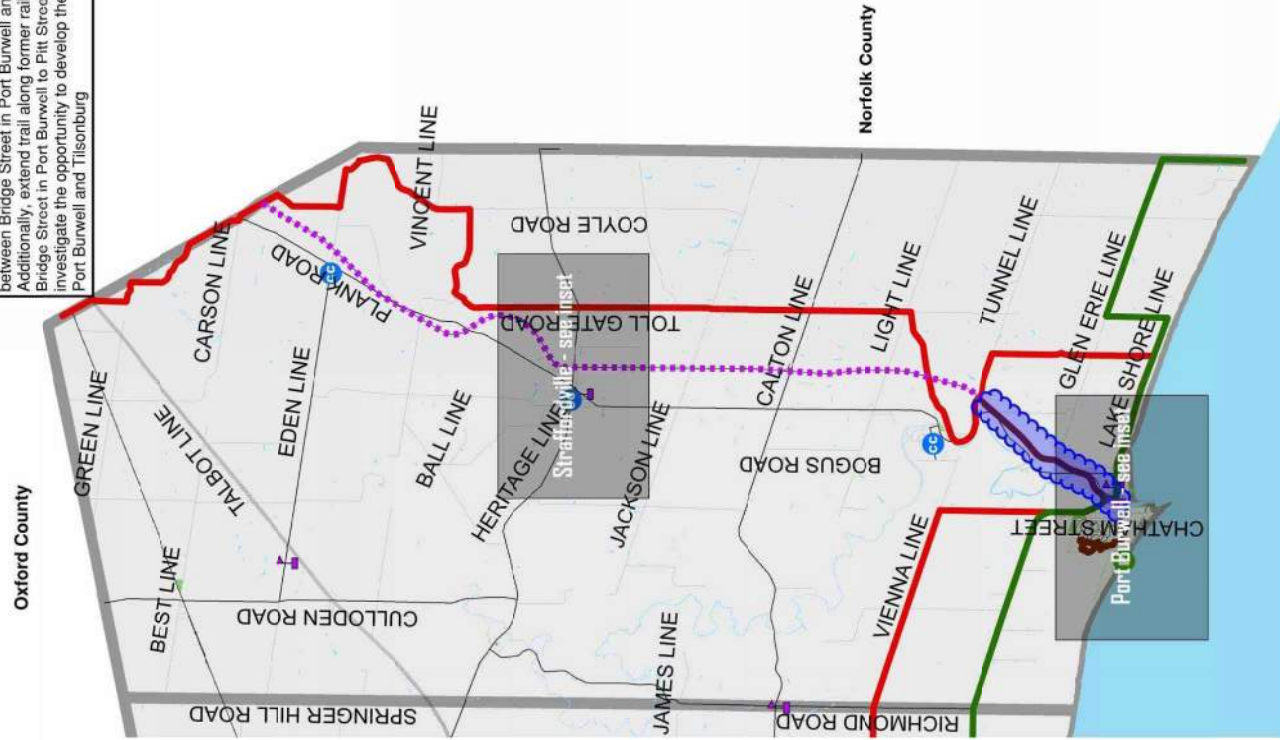 between Bridge Street in Port Burwell an
Additionally, extend trail along former rail
Bridge Street in Port Burwell to Pitt Stree
investigate the opportunity to develop the
Port Burwell and Tilsonburg
Oxford County
Norfolk County
GREEN LINE
CARSON LINE
VINCENT LINE
TALBOT LINE
PLANK ROAD
EDEN LINE
COYLE ROAD
BEST LINE
BALL LINE
TOLL GATE ROAD
Straffordville - see inset
HERITAGE LINE
CULLODEN ROAD
JACKSON LINE
CALTON LINE
LIGHT LINE
TUNNEL LINE
BOGUS ROAD
CC
CC
GLEN ERIE LINE
LAKE SHORE LINE
SPRINGER HILL ROAD
JAMES LINE
VIENNA LINE
CHATHAM STREET
Port Burwell - see inset
RICHMOND ROAD